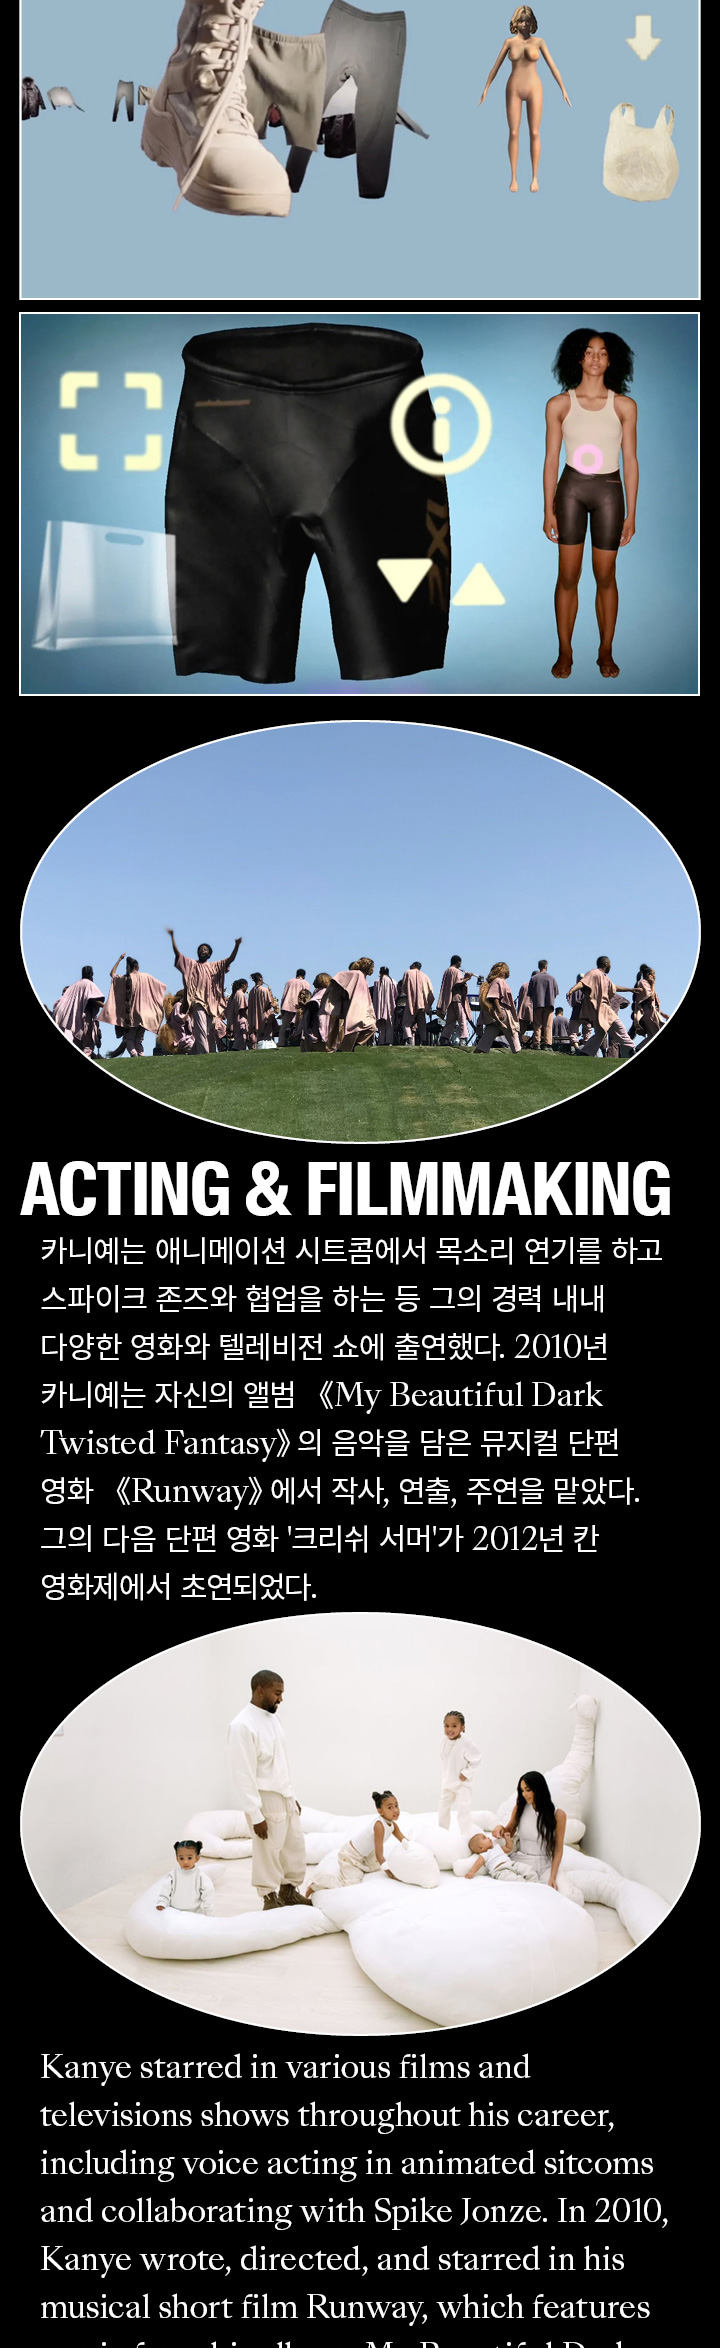 ACTING & FILMMAKING
카니예는 애니메이션 시트콤에서 목소리 연기를 하고
스파이크 존즈와 협업을 하는 등 그의 경력 내내
다양한 영화와 텔레비전 쇼에 출연했다. 2010년
카니예는 자신의 앨범 《My Beautiful Dark
Twisted Fantasy》의 음악을 담은 뮤지컬 단편
영화 《Runway》에서 작사, 연출, 주연을 맡았다.
그의 다음 단편 영화 '크리쉬 서머'가 2012년 칸
영화제에서 초연되었다.
Kanye starred in various films and
televisions shows throughout his career,
including voice acting in animated sitcoms
and collaborating with Spike Jonze. In 2010,
Kanye wrote, directed, and starred in his
musical short film Runway, which features